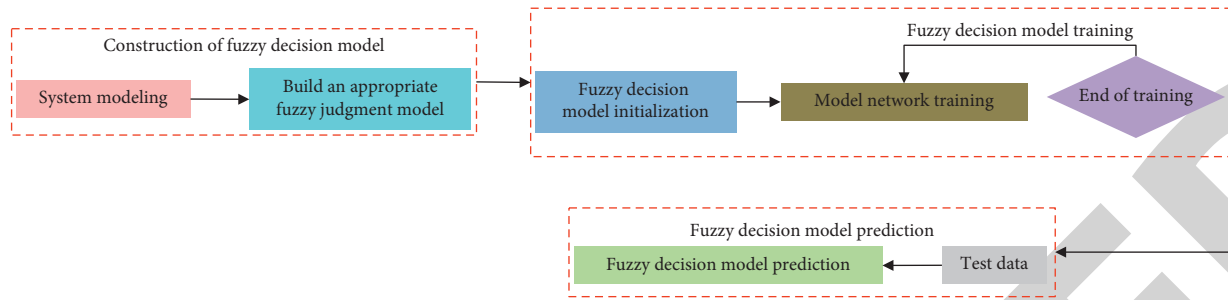 Construction of fuzzy decision model
System modeling
Build an appropriate
fuzzy judgment model
Fuzzy decision model training
Fuzzy decision
model initialization
Model network training
End of training
Fuzzy decision model prediction
Fuzzy decision model prediction
Test data